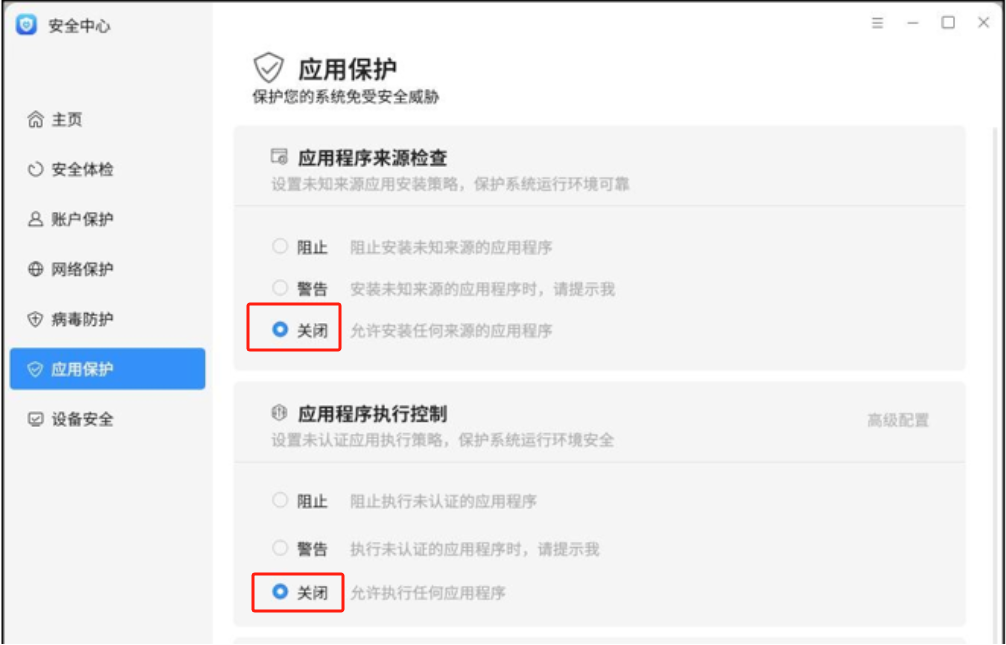 安全中心
主页
安全体检
账户保护
网络保护
病毒防护
应用保护
设备安全
应用保护
保护您的系统免受安全威胁
应用程序来源检查
设置未知来源应用安装策略，保护系统运行环境可靠
阻止 阻止安装未知来源的应用程序
警告 安装未知来源的应用程序时，请提示我
关闭 允许安装任何来源的应用程序
应用程序执行控制
高级配置
设置未认证应用执行策略，保护系统运行环境安全
阻止 阻止执行未认证的应用程序
警告 执行未认证的应用程序时，请提示我
关闭 允许执行任何应用程序